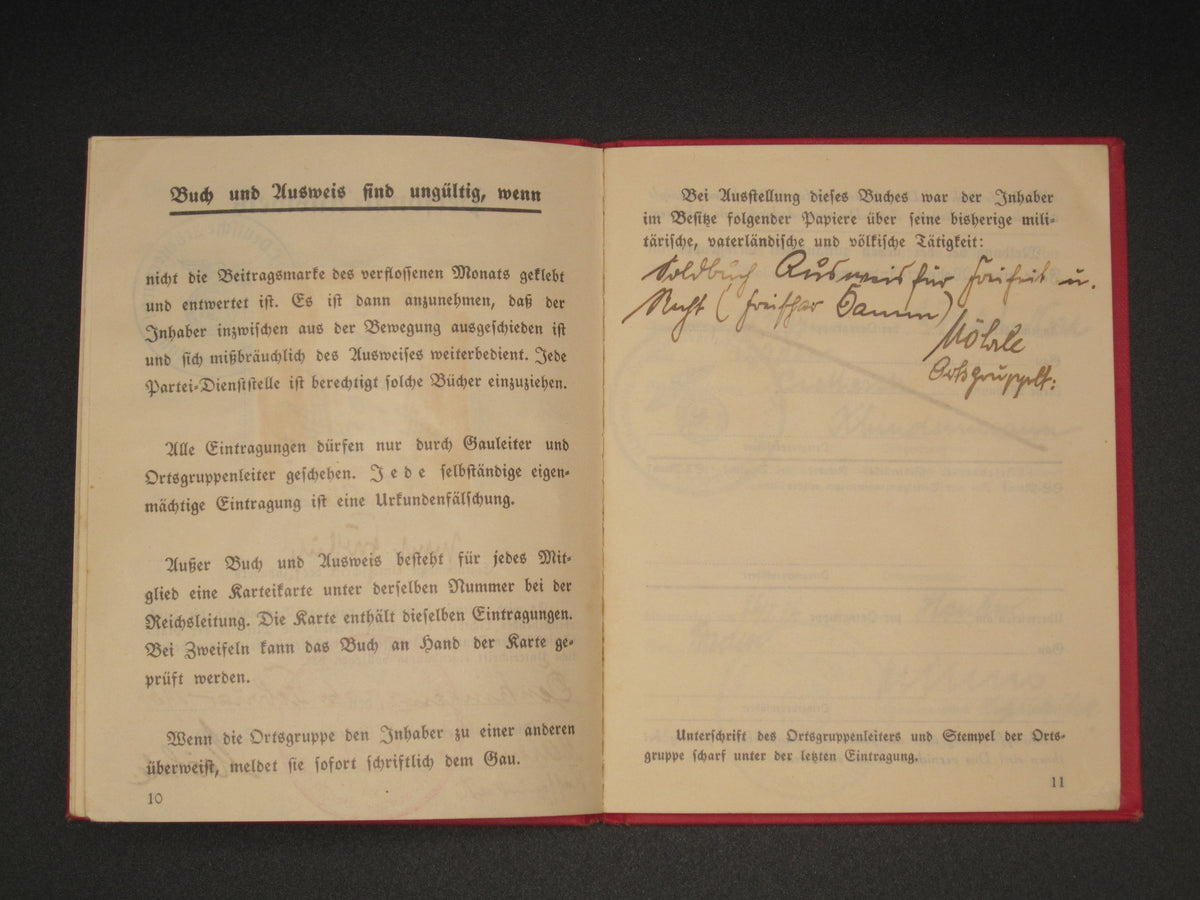 Buch und Ausweis sind ungültig, wenn
nicht die Beitragsmarke des verflossenen Monats geklebt
und entwertet ist. Es ist dann anzunehmen, daß der
Inhaber inzwischen aus der Bewegung ausgeschieden ist
und sich mißbräuchlich des Ausweises weiterbedient. Jede
Partei-Dienststelle ist berechtigt solche Bücher einzuziehen.
Alle Eintragungen dürfen nur durch Gauleiter und
Ortsgruppenleiter geschehen. Jede selbständige eigen-
mächtige Eintragung ist eine Urkundenfälschung.
Außer Buch und Ausweis besteht für jedes Mit-
glied eine Karteikarte unter derselben Nummer bei der
Reichsleitung. Die Karte enthält dieselben Eintragungen.
Bei Zweifeln kann das Buch an Hand der Karte ge-
prüft werden.
Wenn die Ortsgruppe den Inhaber zu einer anderen
überweist, meldet sie sofort schriftlich dem Gau.
10
Bei Ausstellung dieses Buches war der Inhaber
im Besitze folgender Papiere über seine bisherige mili-
tärische, vaterländische und völkische Tätigkeit:
Soldbuch Ausweis für Freiheit u.
Recht (Freischar Damm)
Ortsgruppelt:
Unterschrift des Ortsgruppenleiters und Stempel der Orts-
gruppe scharf unter der letzten Eintragung.
11